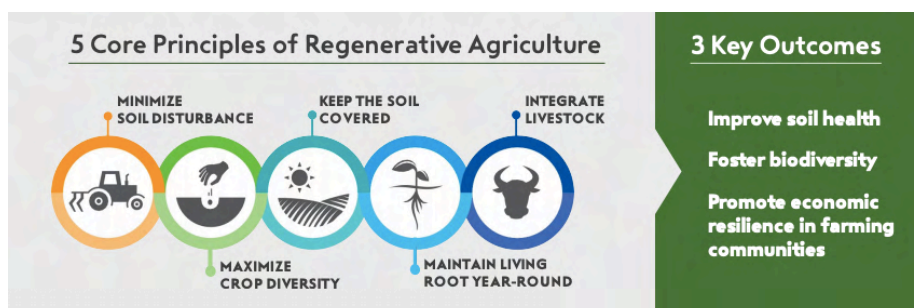 5 Core Principles of Regenerative Agriculture
MINIMIZE
SOIL DISTURBANCE
KEEP THE SOIL
COVERED
INTEGRATE
LIVESTOCK
MAXIMIZE
CROP DIVERSITY
MAINTAIN LIVING
ROOT YEAR-ROUND
3 Key Outcomes
Improve soil health
Foster biodiversity
Promote economic
resilience in farming
communities